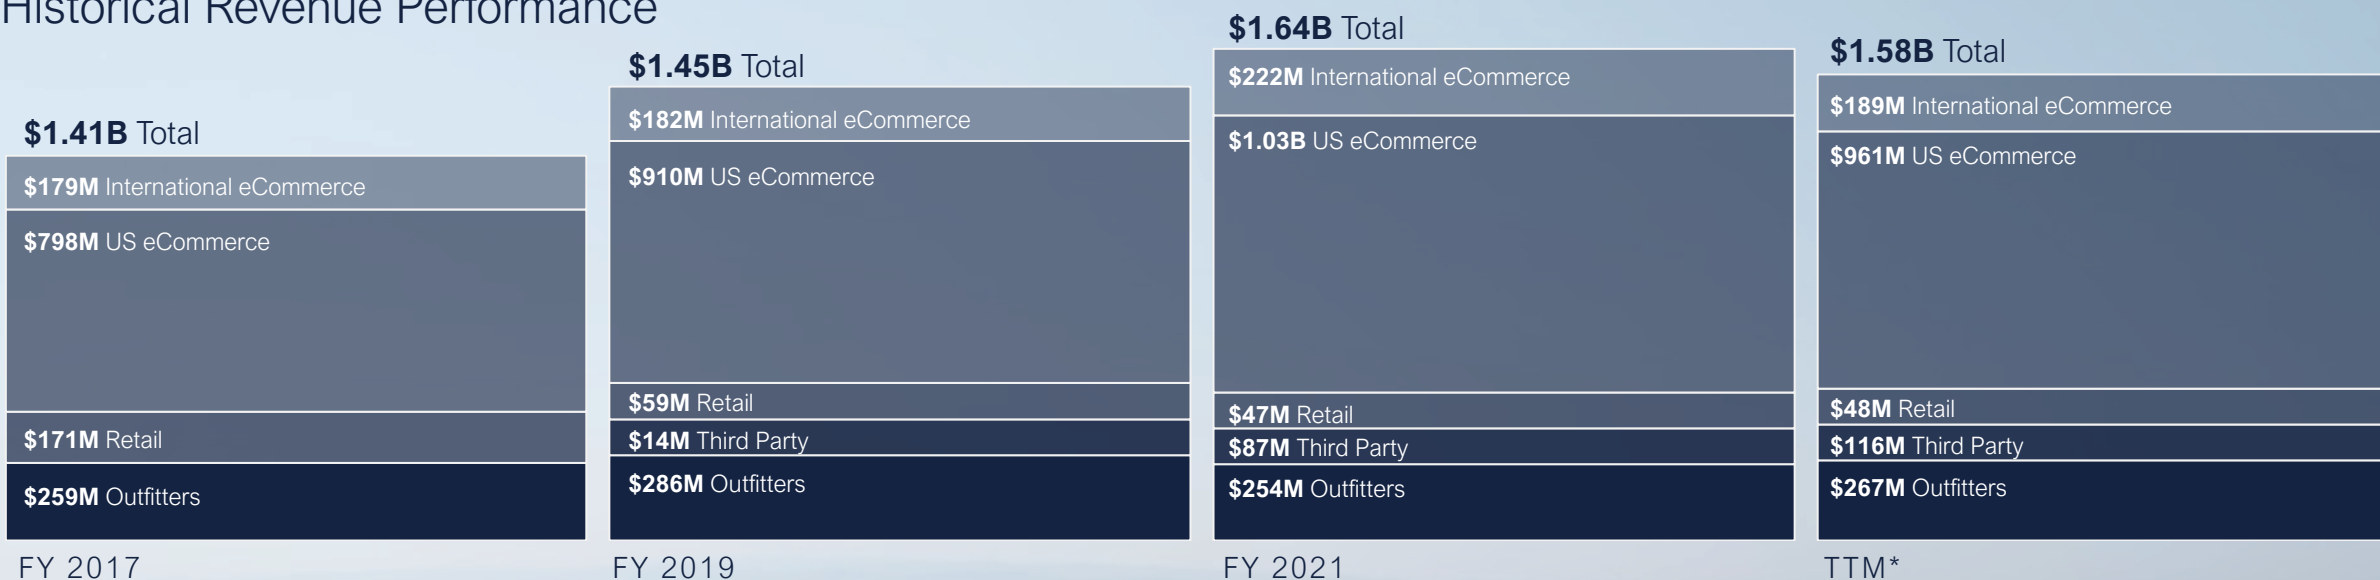 Historical Revenue Performance
$1.41B Total
$179M International eCommerce
$798M US eCommerce
$171M Retail
$259M Outfitters
FY 2017
$1.45B Total
$182M International eCommerce
$910M US eCommerce
$59M Retail
$14M Third Party
$286M Outfitters
FY 2019
$1.64B Total
$222M International eCommerce
$1.03B US eCommerce
$47M Retail
$87M Third Party
$254M Outfitters
FY 2021
$1.58B Total
$189M International eCommerce
$961M US eCommerce
$48M Retail
$116M Third Party
$267M Outfitters
TTM*